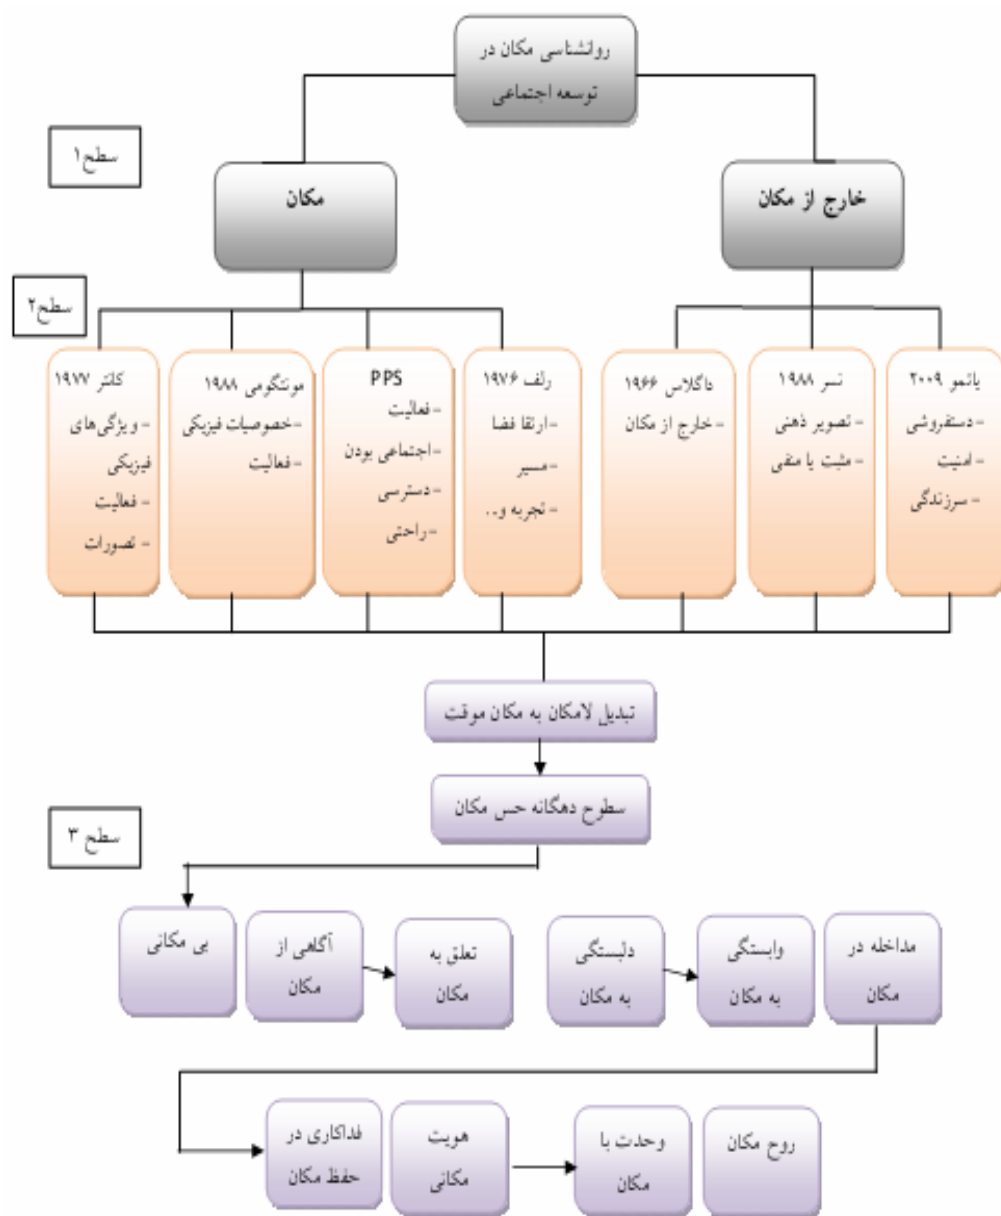 روانشناسی مکان در
توسعه اجتماعی
سطح۱
خارج از مکان
مکان
سطح۲
یاتمو ۲۰۰۹
-دستفروشی
- امنیت
- سرزندگی
نسر ۱۹۸۸
- تصویر ذهنی
- مثبت یا منفی
داگلاس ۱۹۶۶
- خارج از مکان
رلف ۱۹۷۶
-ارتقا فضا
-مسیر
- تجربه و..
PPS
- فعالیت
-اجتماعی بودن
-دسترسی
-راحتی
مونتگومی ۱۹۸۸
-خصوصیات فیزیکی
- فعالیت
کانتر ۱۹۷۷
- ویژگی‌های
فیزیکی
- فعالیت
- تصورات
تبدیل لامکان به مکان موقت
سطوح دهگانه حس مکان
سطح ۳
بی مکانی
آگاهی از
مکان
تعلق به
مکان
دلبستگی
به مکان
وابستگی
به مکان
مداخله در
مکان
فداکاری در
حفظ مکان
هویت
مکانی
وحدت با
مکان
روح مکان